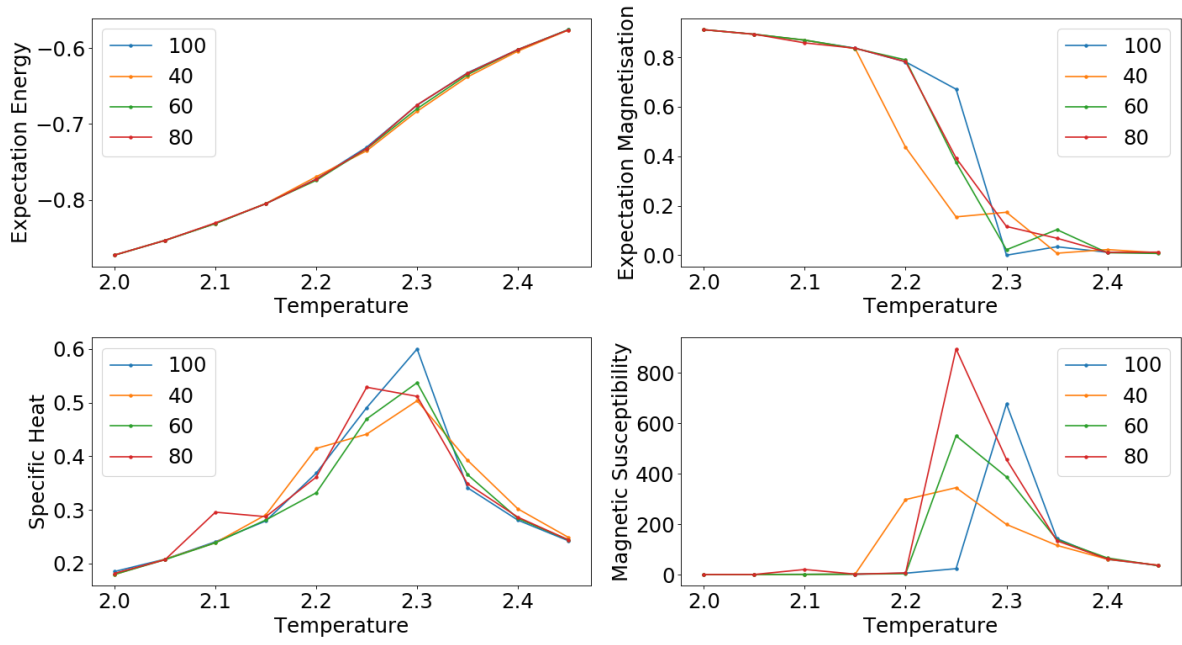 Expectation Energy
−0.6
−0.7
−0.8
100
40
60
80
2.0 2.1 2.2 2.3 2.4
Temperature
Expectation Magnetisation
0.8
0.6
0.4
0.2
0.0
100
40
60
80
2.0 2.1 2.2 2.3 2.4
Temperature
Specific Heat
0.6
0.5
0.4
0.3
0.2
100
40
60
80
2.0 2.1 2.2 2.3 2.4
Temperature
Magnetic Susceptibility
800
600
400
200
0
100
40
60
80
2.0 2.1 2.2 2.3 2.4
Temperature